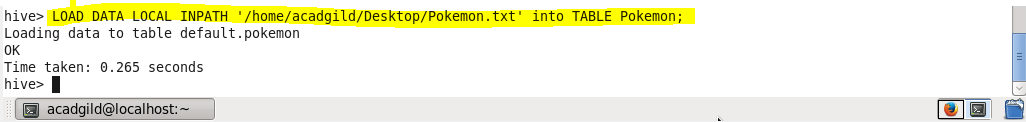 hive> LOAD DATA LOCAL INPATH '/home/acadgild/Desktop/Pokemon.txt' into TABLE Pokemon;
Loading data to table default.pokemon
OK
Time taken: 0.265 seconds
hive>
acadgild@localhost:~